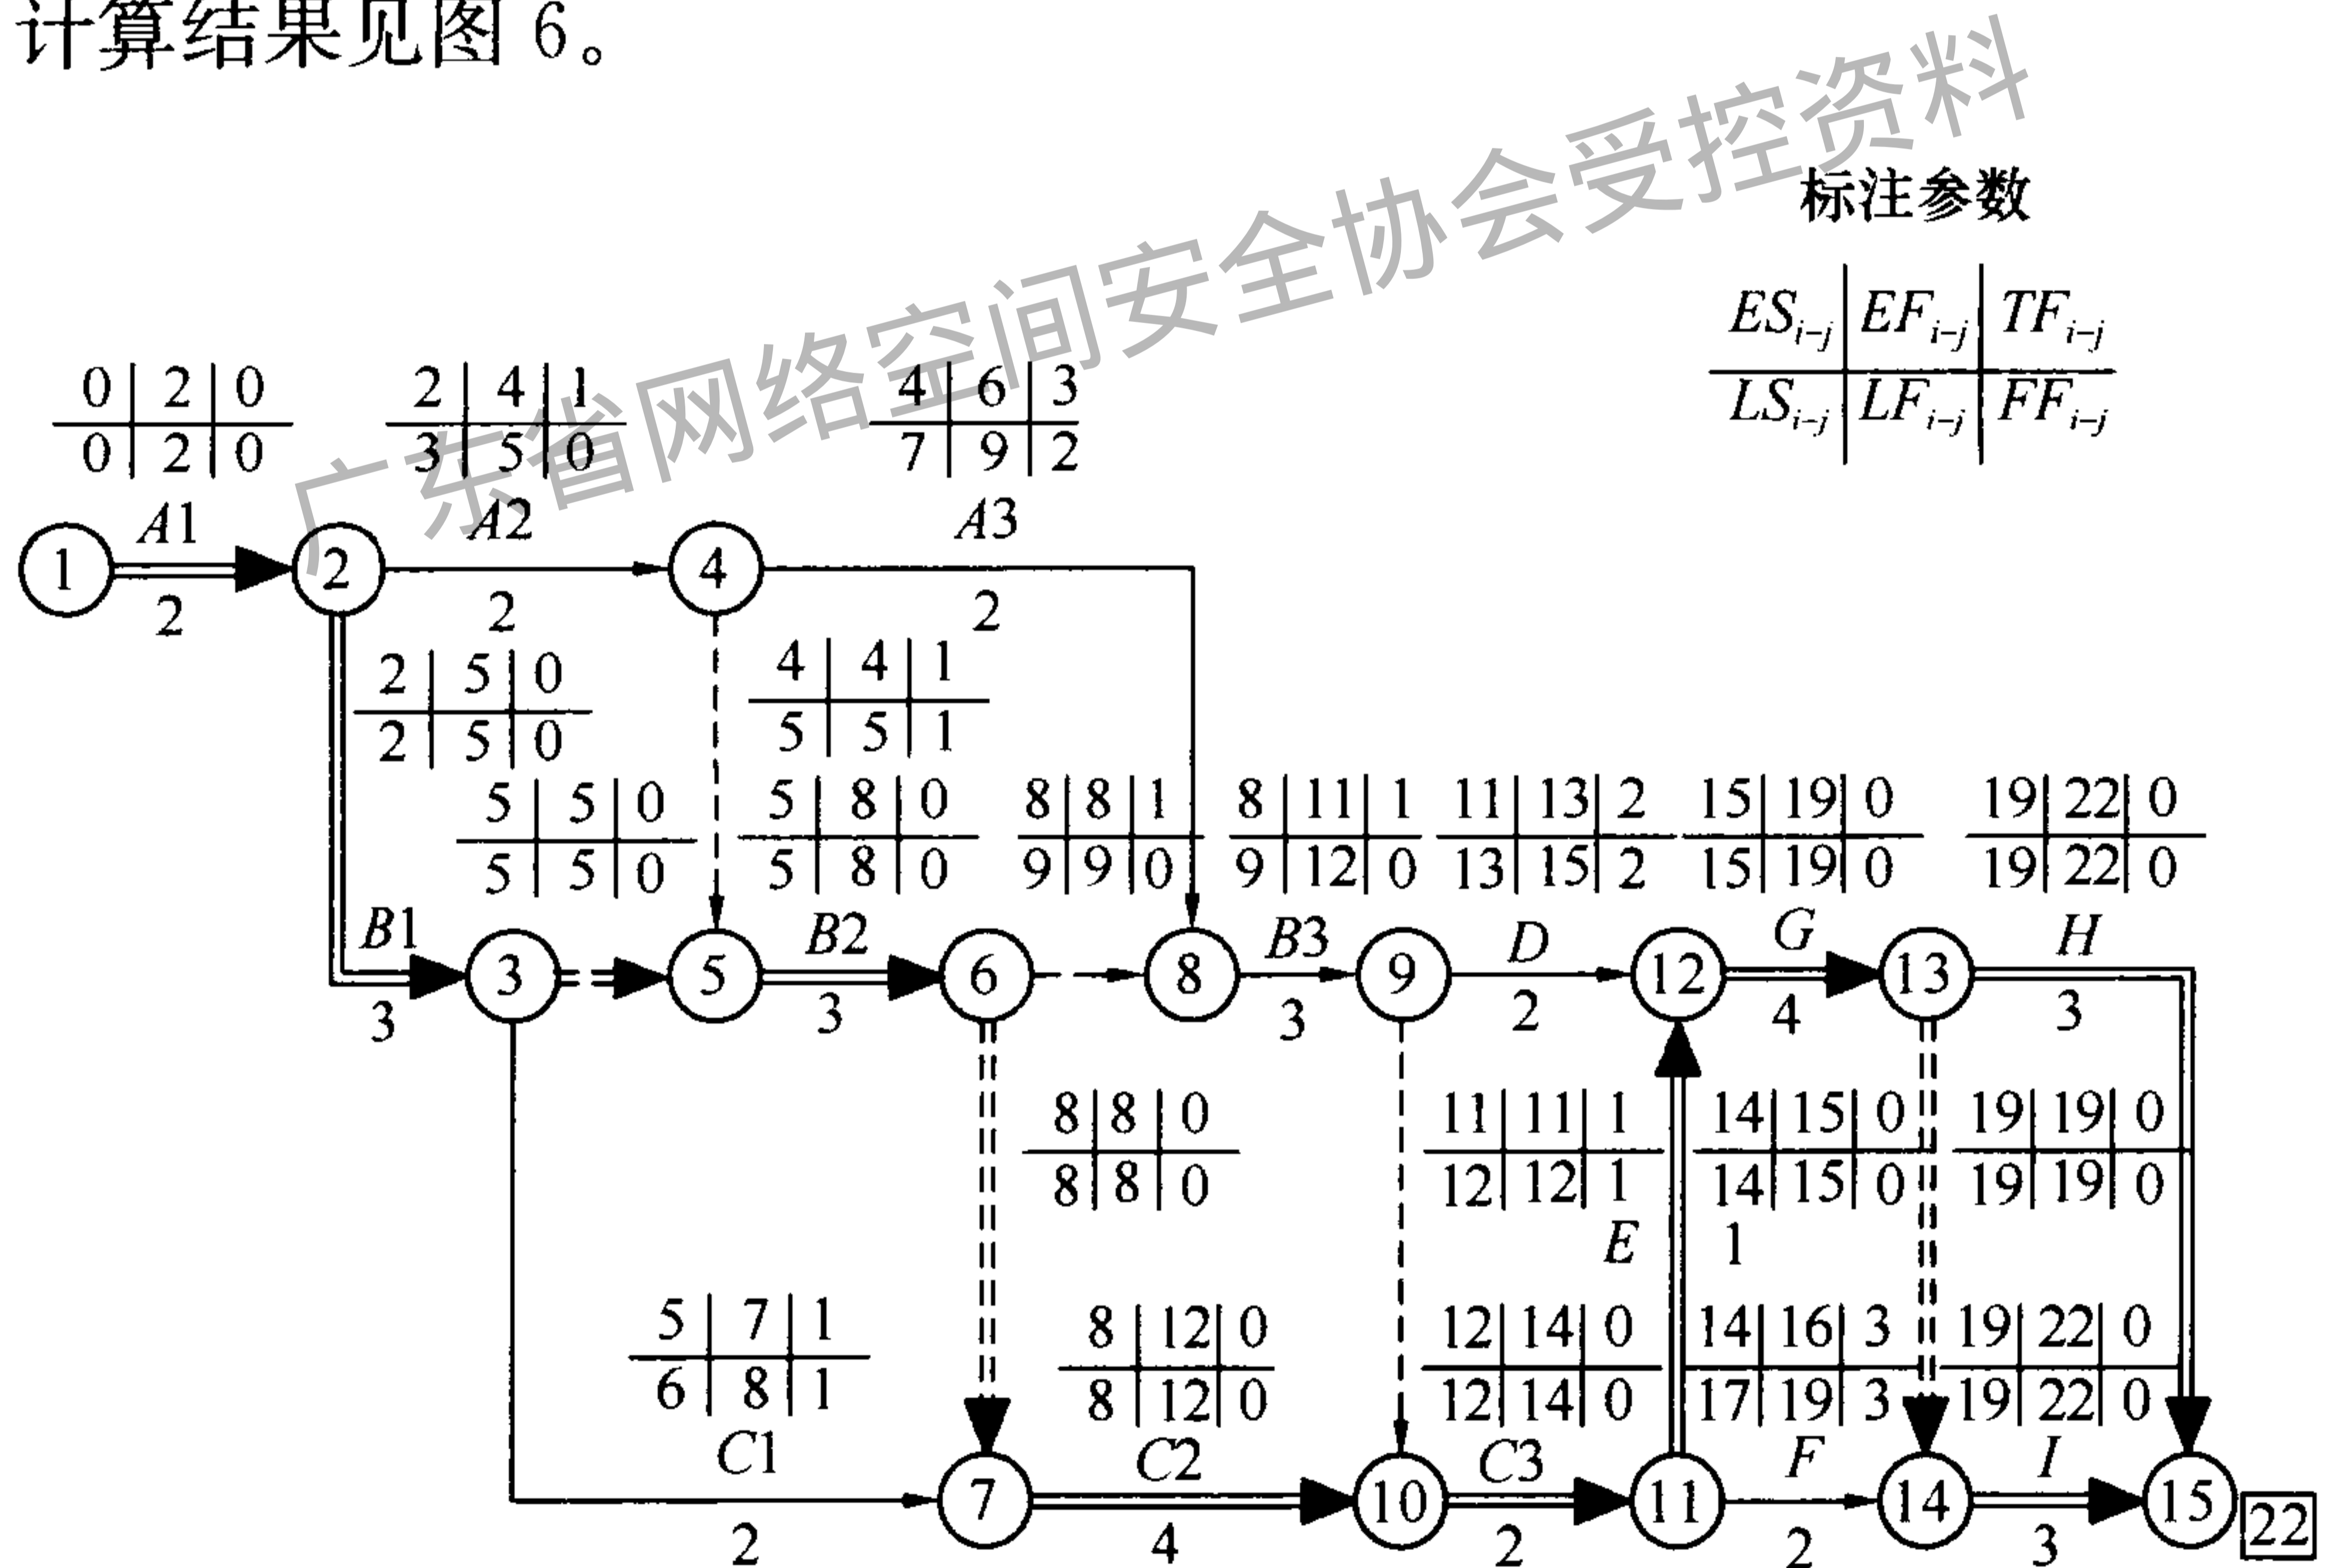 计算结果见图 6。
广东省网络空间安全协会受控资料
标注参数
ES i-j EF i-j TF i-j
LS i-j LF i-j FF i-j
0 2 0 2 4 1 4 6 3
0 2 0 3 5 0 7 9 2
A1 A2 A3
1 2 4
2 2 2
2 5 0 4 4 1
2 5 0 5 5 1
5 5 0 5 8 0 8 8 1 8 11 1 11 13 2 15 19 0 19 22 0
5 5 0 5 8 0 9 9 0 9 12 0 13 15 2 15 19 0 19 22 0
B1 B2 B3 D G H
3 5 6 8 9 12 13
3 3 3 2 4 3
8 8 0 11 11 1 14 15 0 19 19 0
8 8 0 12 12 1 14 15 0 19 19 0
E 1
5 7 1 8 12 0 12 14 0 14 16 3 19 22 0
6 8 1 8 12 0 12 14 0 17 19 3 19 22 0
C1 C2 C3 F I
7 10 11 14 15 22
2 4 2 2 3